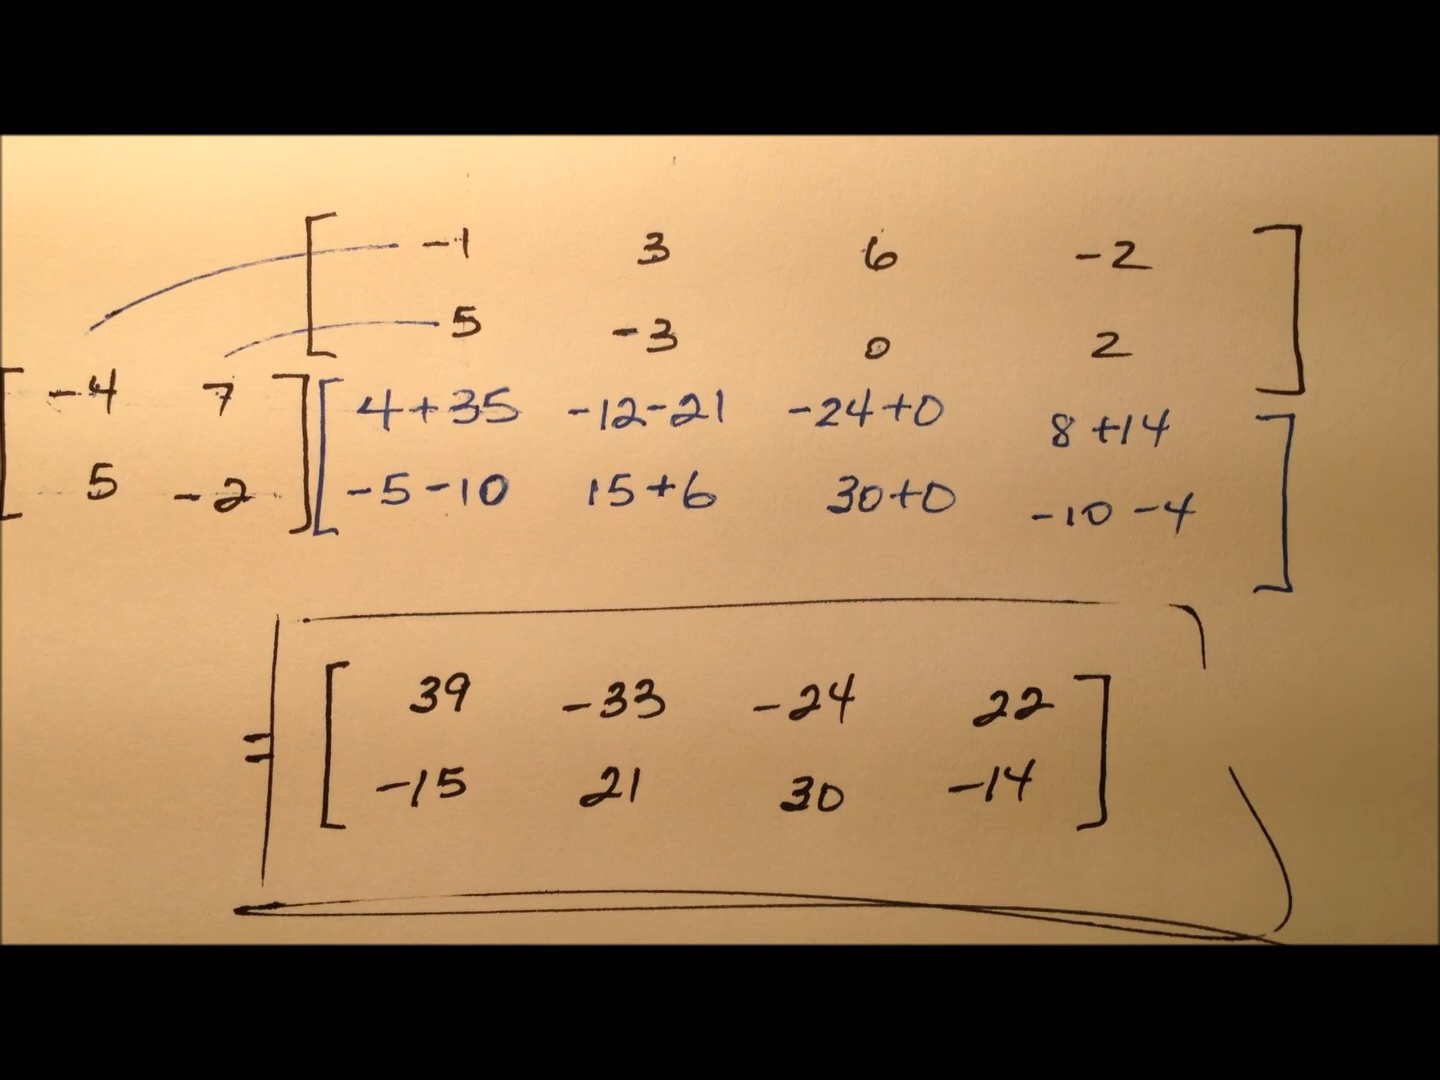 [ -1 3 6 -2 ]
5 -3 0 2
[ -4 7 ] [ 4+35 -12-21 -24+0 8+14 ]
5 -2 -5-10 15+6 30+0 -10-4
= [ 39 -33 -24 22 ]
-15 21 30 -14